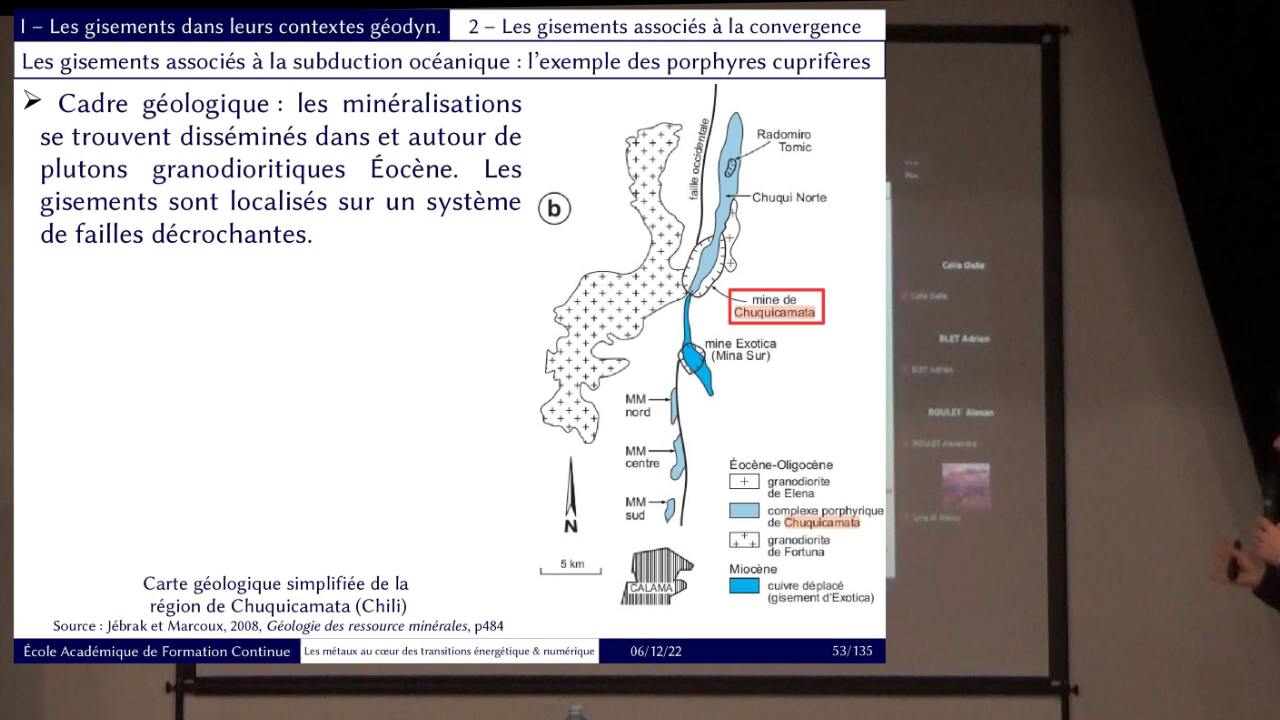 I – Les gisements dans leurs contextes géodyn.
2 – Les gisements associés à la convergence
Les gisements associés à la subduction océanique : l'exemple des porphyres cuprifères
Cadre géologique : les minéralisations
se trouvent disséminés dans et autour de
plutons granodioritiques Éocène. Les
gisements sont localisés sur un système
de failles décrochantes.
b
faille occidentale
Radomiro
Tomic
Chuqui Norte
mine de
Chuquicamata
mine Exotica
(Mina Sur)
MM
nord
MM
centre
MM
sud
N
5 km
CALAMA
Éocène-Oligocène
granodiorite
de Elena
complexe porphyrique
de Chuquicamata
granodiorite
de Fortuna
Miocène
cuivre déplacé
(gisement d'Exotica)
Carte géologique simplifiée de la
région de Chuquicamata (Chili)
Source : Jébrak et Marcoux, 2008, Géologie des ressource minérales, p484
École Académique de Formation Continue
Les métaux au cœur des transitions énergétique & numérique
06/12/22
53/135
BLET Adrien
BLET Adrien
ROULET Alexan
ROULET Alexandra